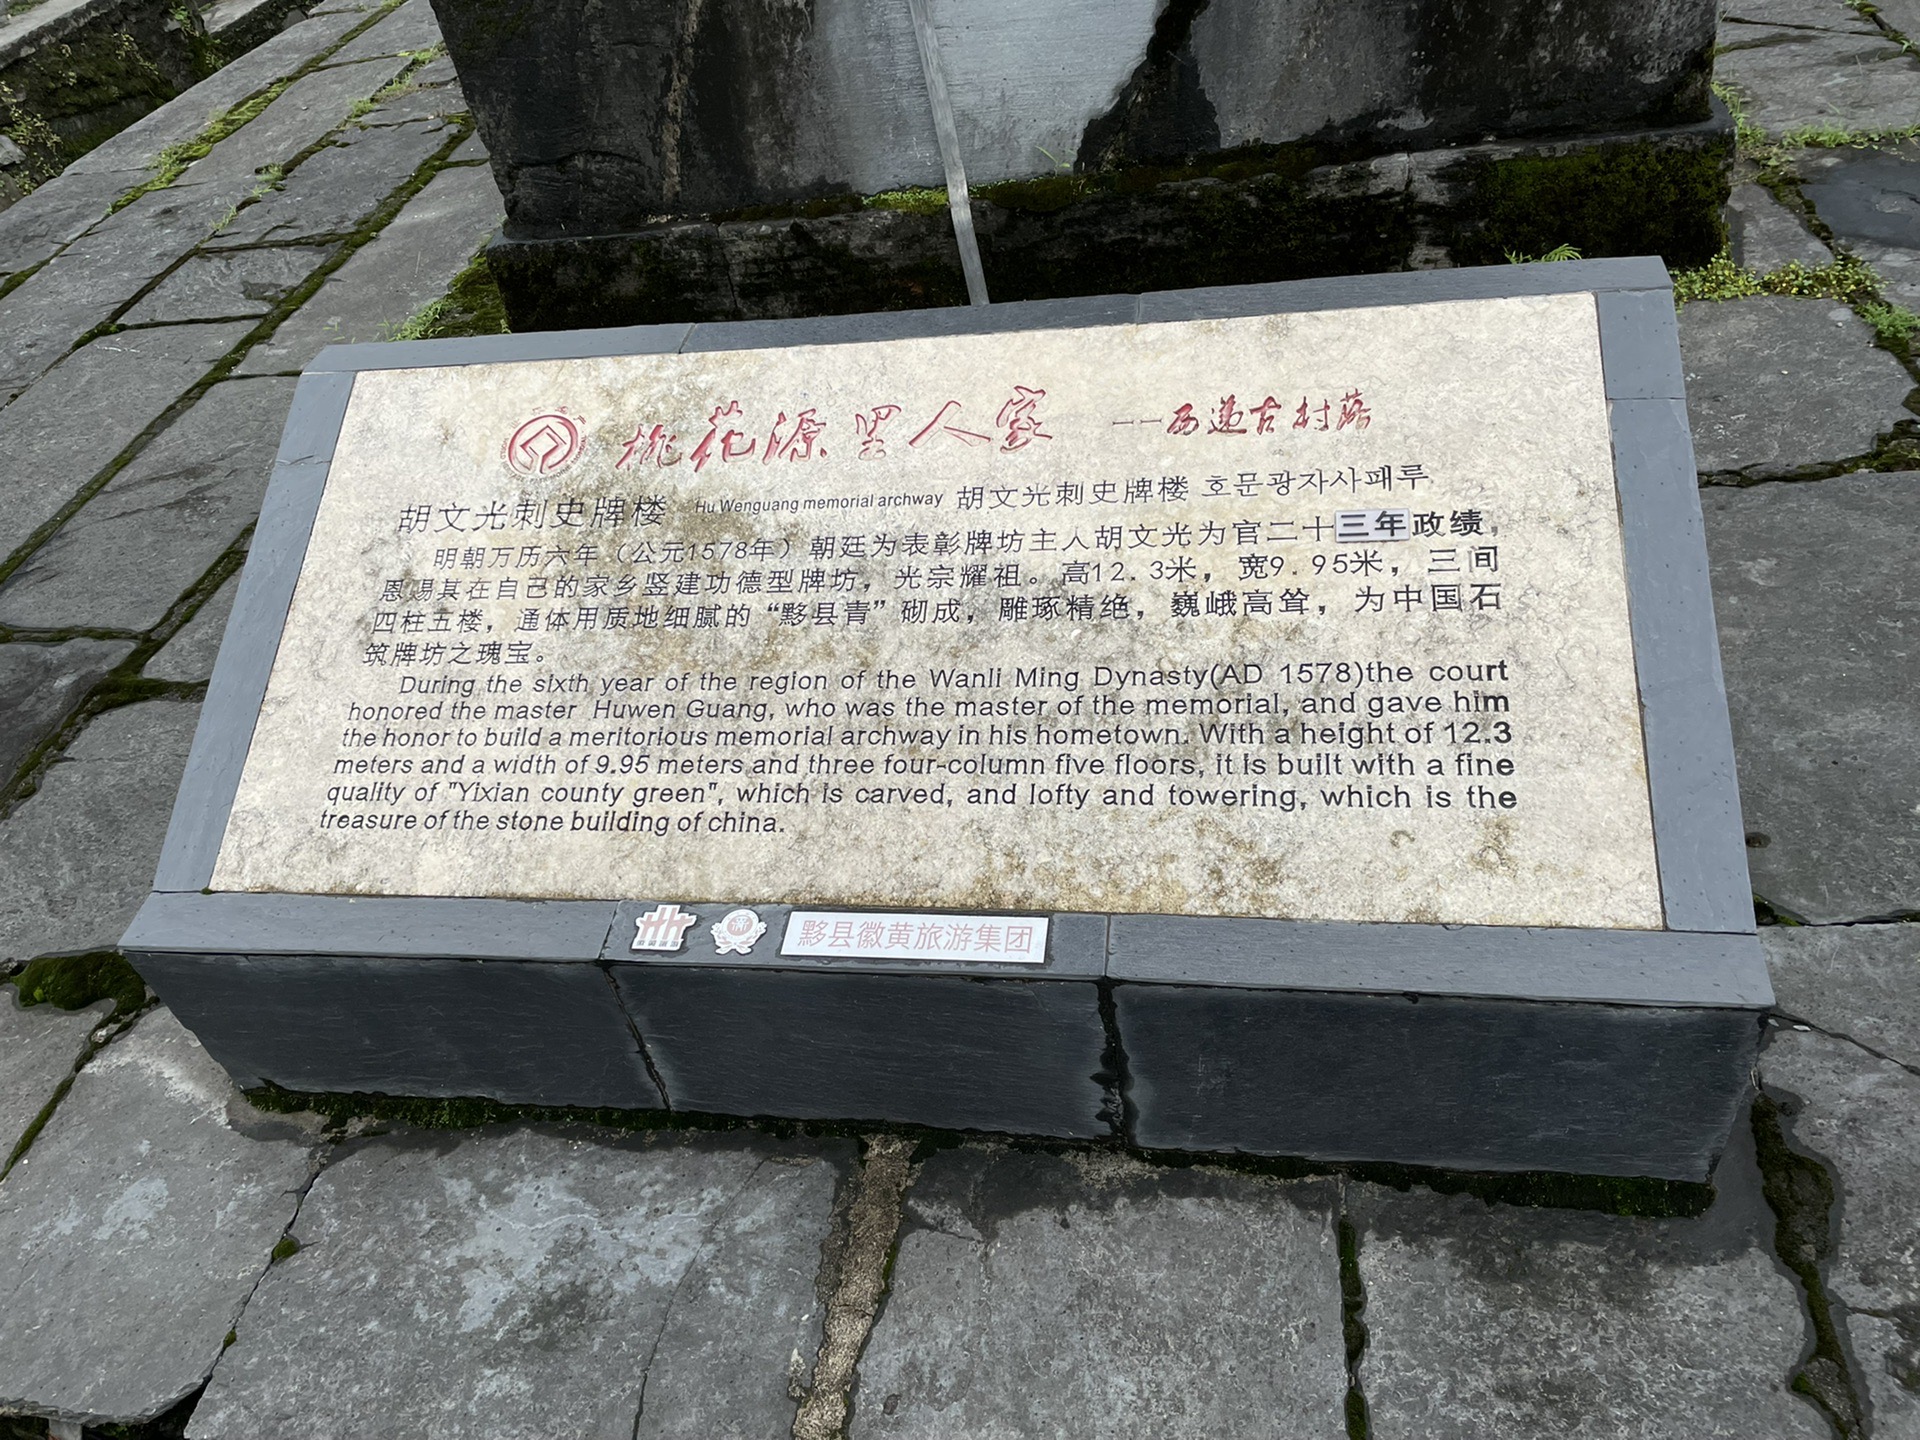 桃花源里人家 ——西递古村落
胡文光刺史牌楼 Hu Wenguang memorial archway 胡文光刺史牌楼 호문광자사패루
明朝万历六年（公元1578年）朝廷为表彰牌坊主人胡文光为官二十三年政绩，
恩赐其在自己的家乡竖建功德型牌坊，光宗耀祖。高12.3米，宽9.95米，三间
四柱五楼，通体用质地细腻的“黟县青”砌成，雕琢精绝，巍峨高耸，为中国石
筑牌坊之瑰宝。
During the sixth year of the region of the Wanli Ming Dynasty(AD 1578)the court
honored the master Huwen Guang, who was the master of the memorial, and gave him
the honor to build a meritorious memorial archway in his hometown. With a height of 12.3
meters and a width of 9.95 meters and three four-column five floors, it is built with a fine
quality of "Yixian county green", which is carved, and lofty and towering, which is the
treasure of the stone building of china.
黟县徽黄旅游集团